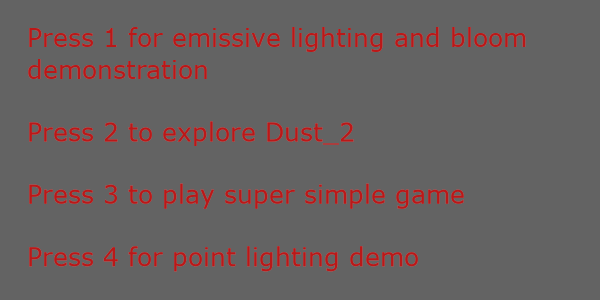 Press 1 for emissive lighting and bloom
demonstration
Press 2 to explore Dust_2
Press 3 to play super simple game
Press 4 for point lighting demo